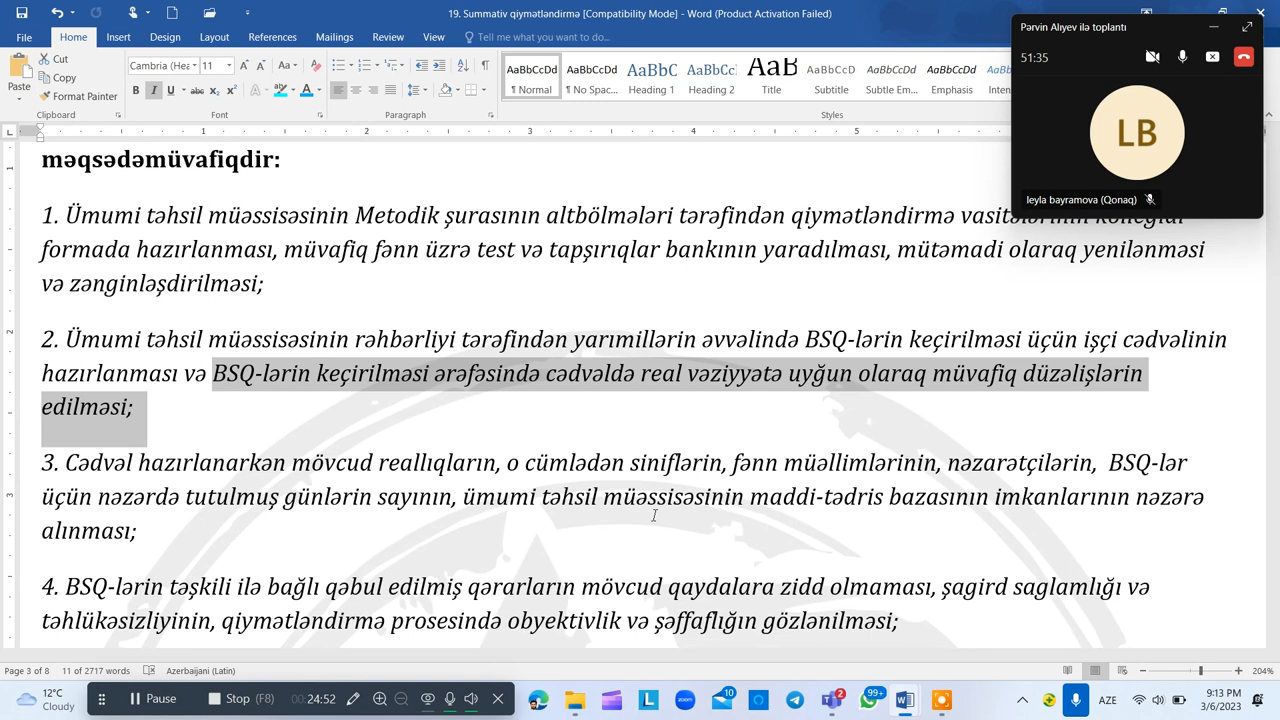 19. Summativ qiymətləndirmə [Compatibility Mode] - Word (Product Activation Failed)
File Home Insert Design Layout References Mailings Review View Tell me what you want to do...
Cut
Copy
Format Painter
Paste
Clipboard
Cambria (Hea 11
Font
Paragraph
AaBbCcDd AaBbCcDd AaBbC AaBbCc AaB AaBbCcD AaBbCcDd AaBbCcDd
¶ Normal ¶ No Spac... Heading 1 Heading 2 Title Subtitle Subtle Em... Emphasis
Styles
Pərvin Alıyev ilə toplantı
51:35
LB
leyla bayramova (Qonaq)
məqsədəmüvafiqdir:
1. Ümumi təhsil müəssisəsinin Metodik şurasının altbölmələri tərəfindən qiymətləndirmə vasitələrinin kollegial
formada hazırlanması, müvafiq fənn üzrə test və tapşırıqlar bankının yaradılması, mütəmadi olaraq yenilənməsi
və zənginləşdirilməsi;
2. Ümumi təhsil müəssisəsinin rəhbərliyi tərəfindən yarımillərin əvvəlində BSQ-lərin keçirilməsi üçün işçi cədvəlinin
hazırlanması və BSQ-lərin keçirilməsi ərəfəsində cədvəldə real vəziyyətə uyğun olaraq müvafiq düzəlişlərin
edilməsi;
3. Cədvəl hazırlanarkən mövcud reallıqların, o cümlədən siniflərin, fənn müəllimlərinin, nəzarətçilərin, BSQ-lər
üçün nəzərdə tutulmuş günlərin sayının, ümumi təhsil müəssisəsinin maddi-tədris bazasının imkanlarının nəzərə
alınması;
4. BSQ-lərin təşkili ilə bağlı qəbul edilmiş qərarların mövcud qaydalara zidd olmaması, şagird saglamlığı və
təhlükəsizliyinin, qiymətləndirmə prosesində obyektivlik və şəffaflığın gözlənilməsi;
Page 3 of 8 11 of 2717 words Azerbaijani (Latin) 204%
12°C
Cloudy
Pause Stop (F8) 00:24:52
zoom
10
2
99+
AZE
9:13 PM
3/6/2023